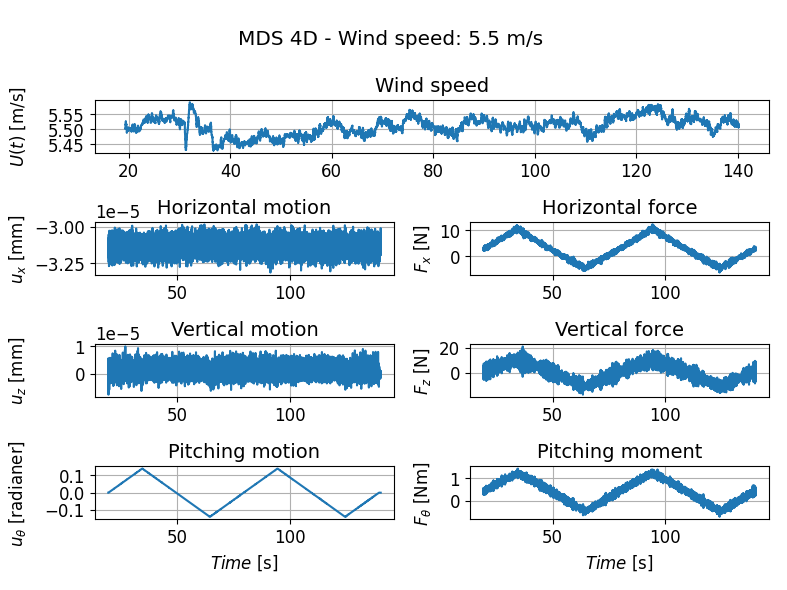 MDS 4D - Wind speed: 5.5 m/s
Wind speed
U(t) [m/s]
5.55
5.50
5.45
20 40 60 80 100 120 140
1e−5 Horizontal motion
u_x [mm]
−3.00
−3.25
50 100
Horizontal force
F_x [N]
10
0
50 100
1e−5 Vertical motion
u_z [mm]
1
0
50 100
Vertical force
F_z [N]
20
0
50 100
Pitching motion
u_θ [radianer]
0.1
0.0
−0.1
50 100
Time [s]
Pitching moment
F_θ [Nm]
1
0
50 100
Time [s]